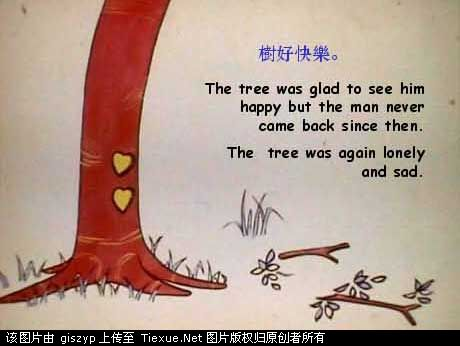 樹好快樂。
The tree was glad to see him
happy but the man never
came back since then.
The tree was again lonely
and sad.
该图片由 giszyp 上传至 Tiexue.Net 图片版权归原创者所有